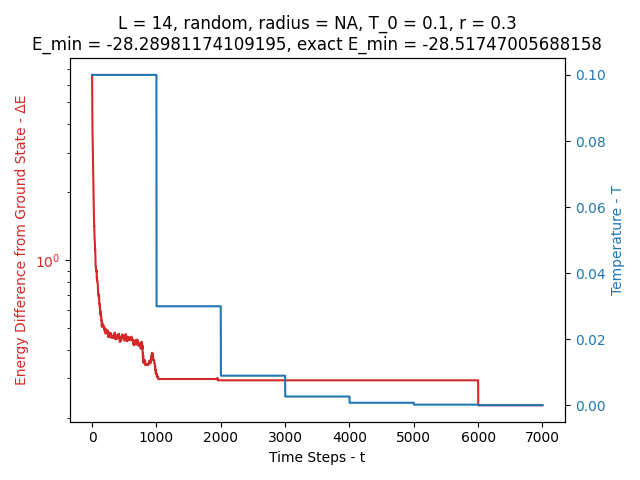 L = 14, random, radius = NA, T_0 = 0.1, r = 0.3
E_min = -28.28981174109195, exact E_min = -28.51747005688158
Energy Difference from Ground State - ΔE
10⁰
0.10
0.08
0.06
0.04
0.02
0.00
Temperature - T
0 1000 2000 3000 4000 5000 6000 7000
Time Steps - t